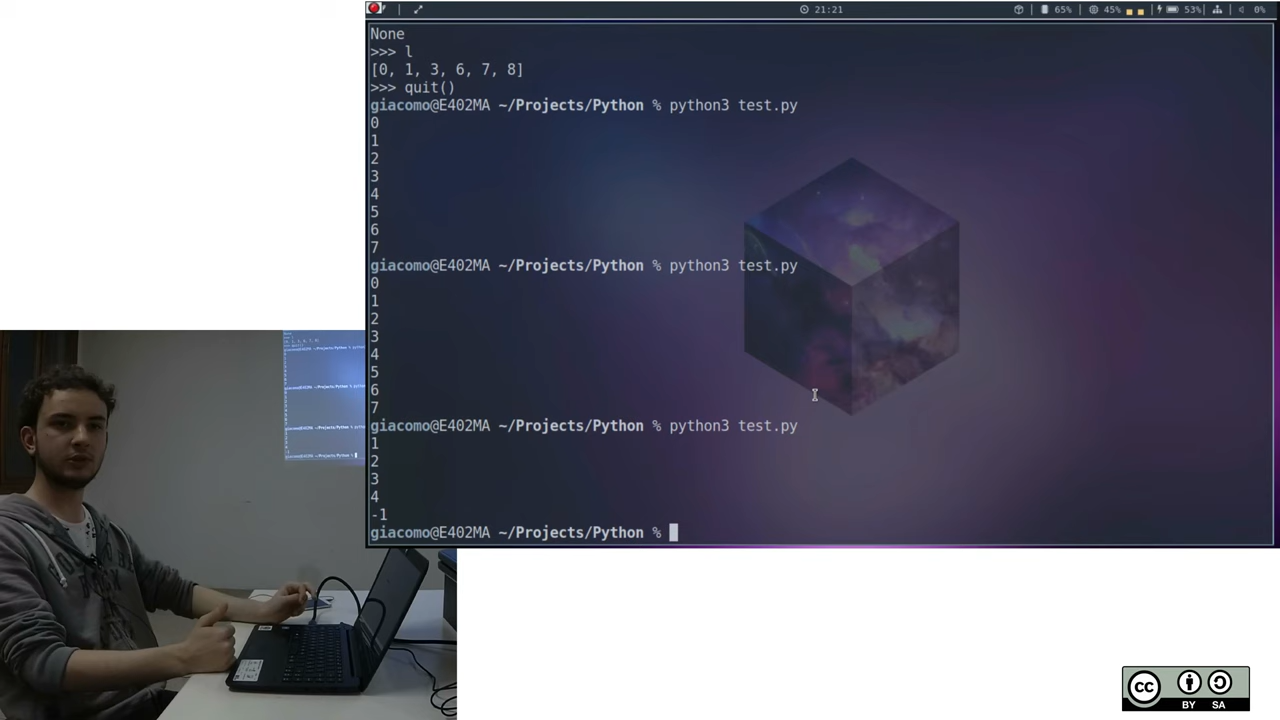 21:21 65% 45% 53% 0%
None
>>> l
[0, 1, 3, 6, 7, 8]
>>> quit()
giacomo@E402MA ~/Projects/Python % python3 test.py
0
1
2
3
4
5
6
7
giacomo@E402MA ~/Projects/Python % python3 test.py
0
1
2
3
4
5
6
7
giacomo@E402MA ~/Projects/Python % python3 test.py
1
2
3
4
-1
giacomo@E402MA ~/Projects/Python %
cc
BY SA